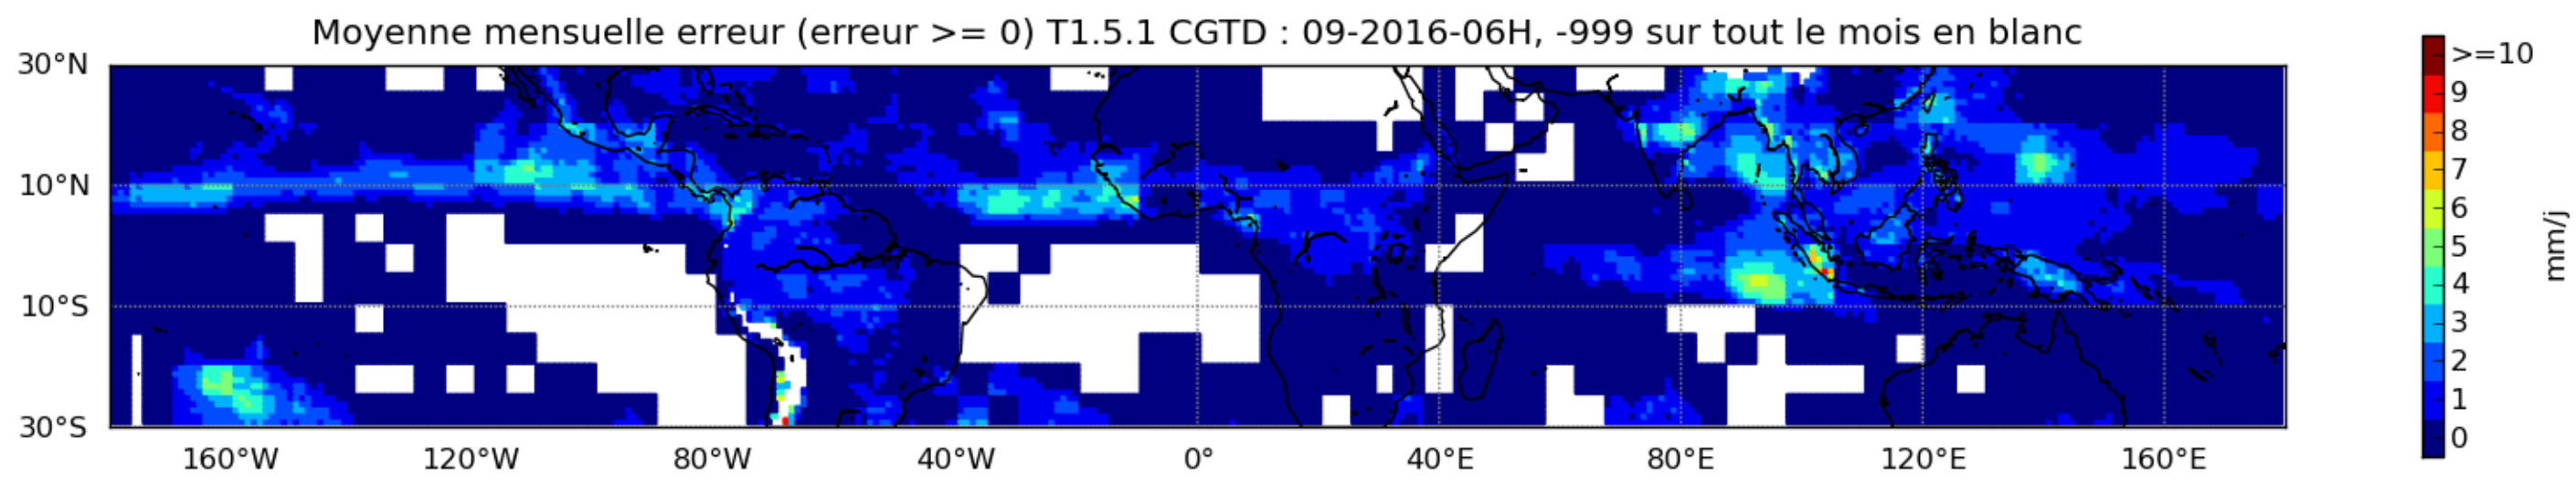 Moyenne mensuelle erreur (erreur >= 0) T1.5.1 CGTD : 09-2016-06H, -999 sur tout le mois en blanc
30°N
10°N
10°S
30°S
160°W 120°W 80°W 40°W 0° 40°E 80°E 120°E 160°E
>=10
9
8
7
6
5
4
3
2
1
0
mm/j